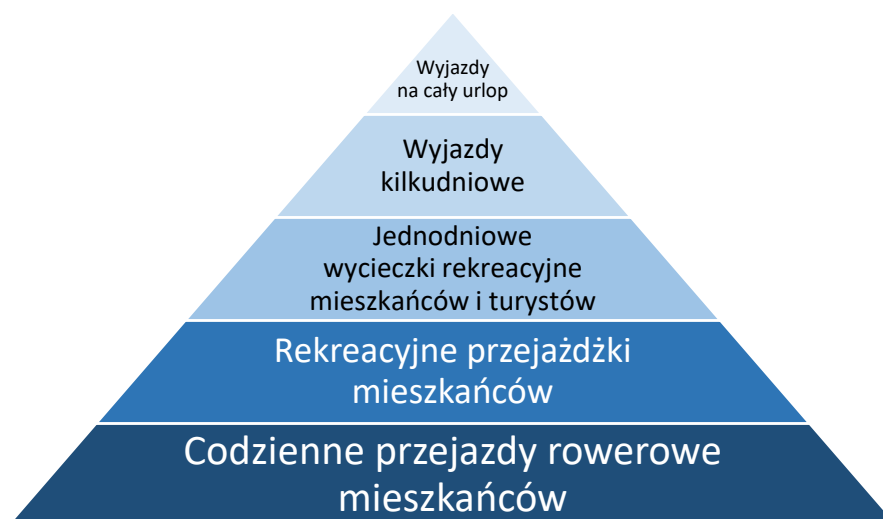 Wyjazdy
na cały urlop
Wyjazdy
kilkudniowe
Jednodniowe
wycieczki rekreacyjne
mieszkańców i turystów
Rekreacyjne przejażdżki
mieszkańców
Codzienne przejazdy rowerowe
mieszkańców